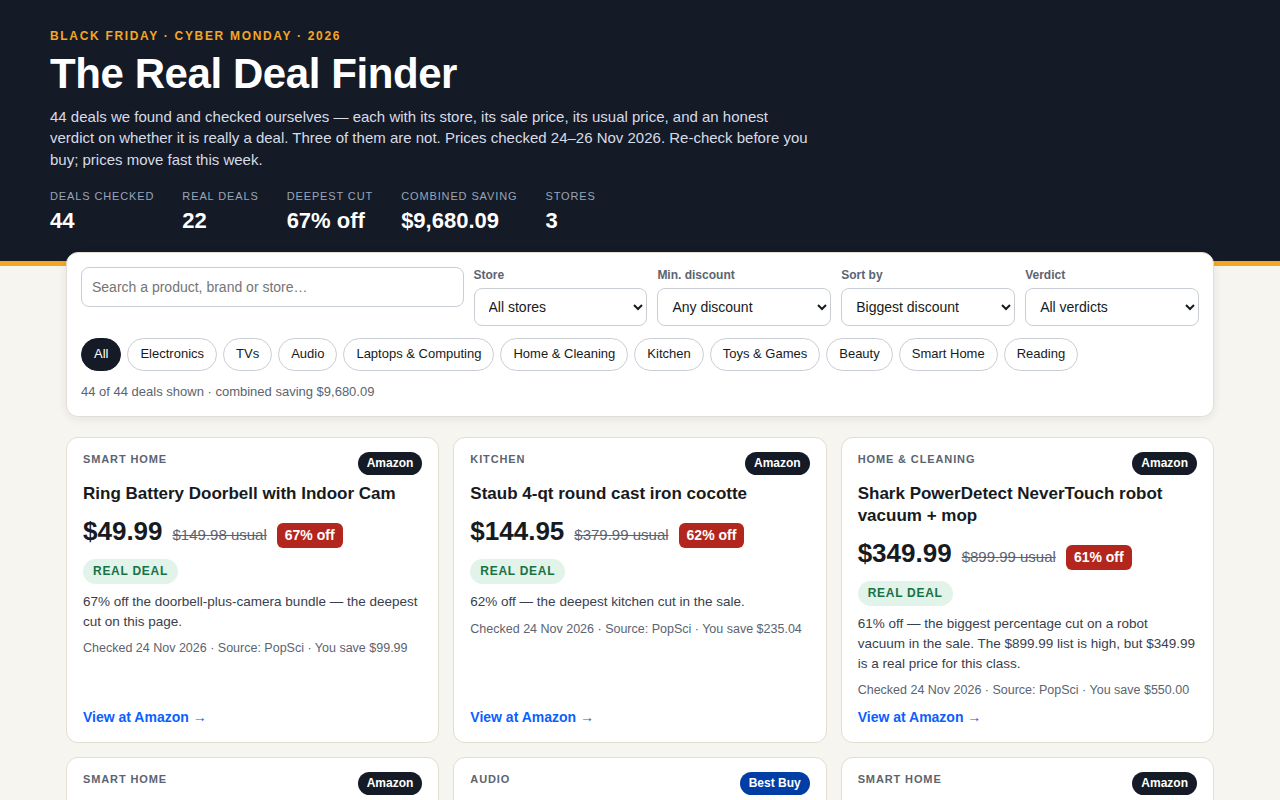 BLACK FRIDAY · CYBER MONDAY · 2026
The Real Deal Finder
44 deals we found and checked ourselves — each with its store, its sale price, its usual price, and an honest
verdict on whether it is really a deal. Three of them are not. Prices checked 24–26 Nov 2026. Re-check before you
buy; prices move fast this week.
DEALS CHECKED REAL DEALS DEEPEST CUT COMBINED SAVING STORES
44 22 67% off $9,680.09 3
Search a product, brand or store…
Store Min. discount Sort by Verdict
All stores Any discount Biggest discount All verdicts
All Electronics TVs Audio Laptops & Computing Home & Cleaning Kitchen Toys & Games Beauty Smart Home Reading
44 of 44 deals shown · combined saving $9,680.09
SMART HOME Amazon
Ring Battery Doorbell with Indoor Cam
$49.99 $149.98 usual 67% off
REAL DEAL
67% off the doorbell-plus-camera bundle — the deepest
cut on this page.
Checked 24 Nov 2026 · Source: PopSci · You save $99.99
View at Amazon →
KITCHEN Amazon
Staub 4-qt round cast iron cocotte
$144.95 $379.99 usual 62% off
REAL DEAL
62% off — the deepest kitchen cut in the sale.
Checked 24 Nov 2026 · Source: PopSci · You save $235.04
View at Amazon →
HOME & CLEANING Amazon
Shark PowerDetect NeverTouch robot
vacuum + mop
$349.99 $899.99 usual 61% off
REAL DEAL
61% off — the biggest percentage cut on a robot
vacuum in the sale. The $899.99 list is high, but $349.99
is a real price for this class.
Checked 24 Nov 2026 · Source: PopSci · You save $550.00
View at Amazon →
SMART HOME Amazon
AUDIO Best Buy
SMART HOME Amazon